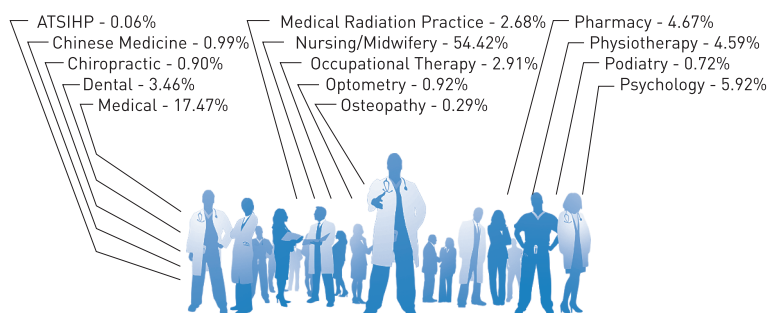 ATSIHP - 0.06%
Chinese Medicine - 0.99%
Chiropractic - 0.90%
Dental - 3.46%
Medical - 17.47%
Medical Radiation Practice - 2.68%
Nursing/Midwifery - 54.42%
Occupational Therapy - 2.91%
Optometry - 0.92%
Osteopathy - 0.29%
Pharmacy - 4.67%
Physiotherapy - 4.59%
Podiatry - 0.72%
Psychology - 5.92%